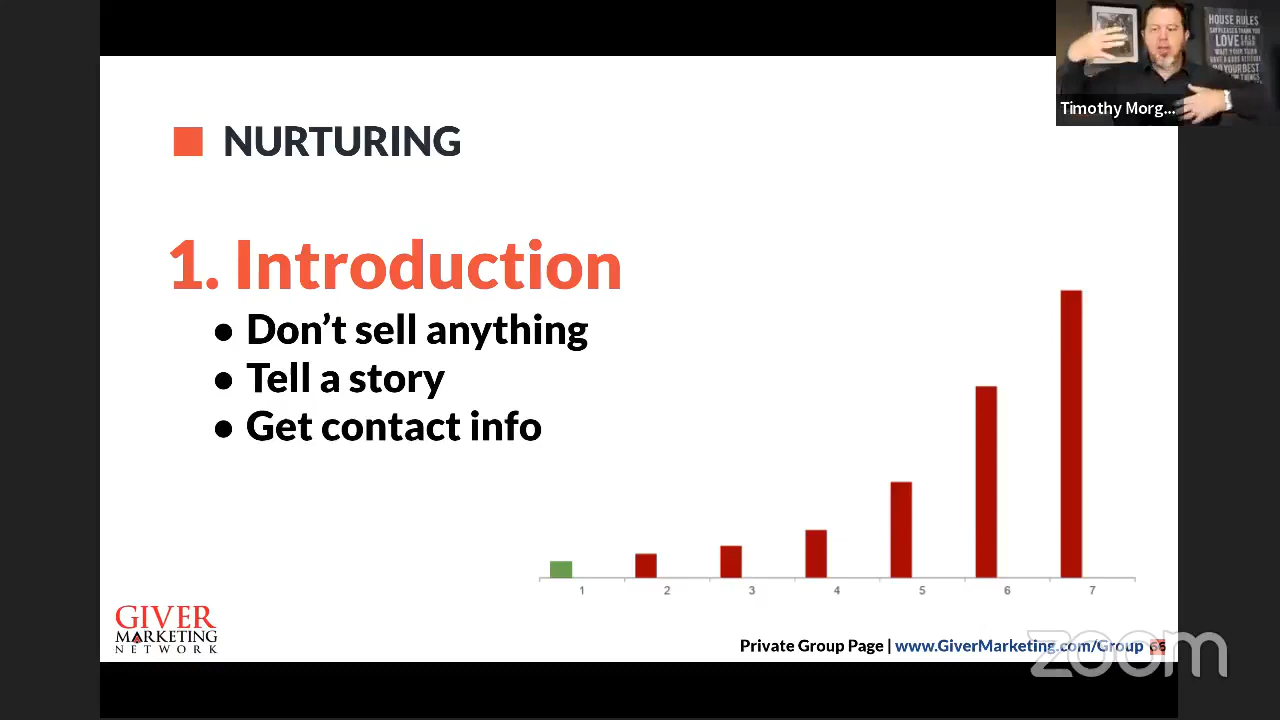 HOUSE RULES
LOVE
Timothy Morg...
NURTURING
1. Introduction
● Don’t sell anything
● Tell a story
● Get contact info
1 2 3 4 5 6 7
GIVER
MARKETING
NETWORK
Private Group Page | www.GiverMarketing.com/Group
zoom